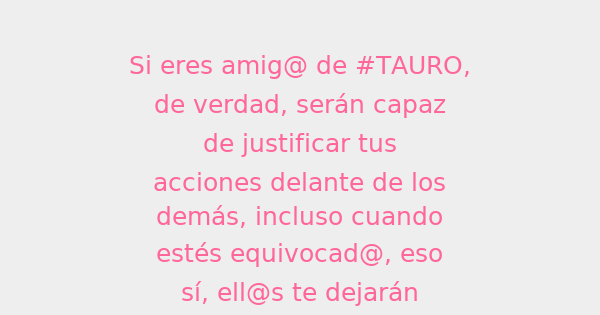 Si eres amig@ de #TAURO,
de verdad, serán capaz
de justificar tus
acciones delante de los
demás, incluso cuando
estés equivocad@, eso
sí, ell@s te dejarán